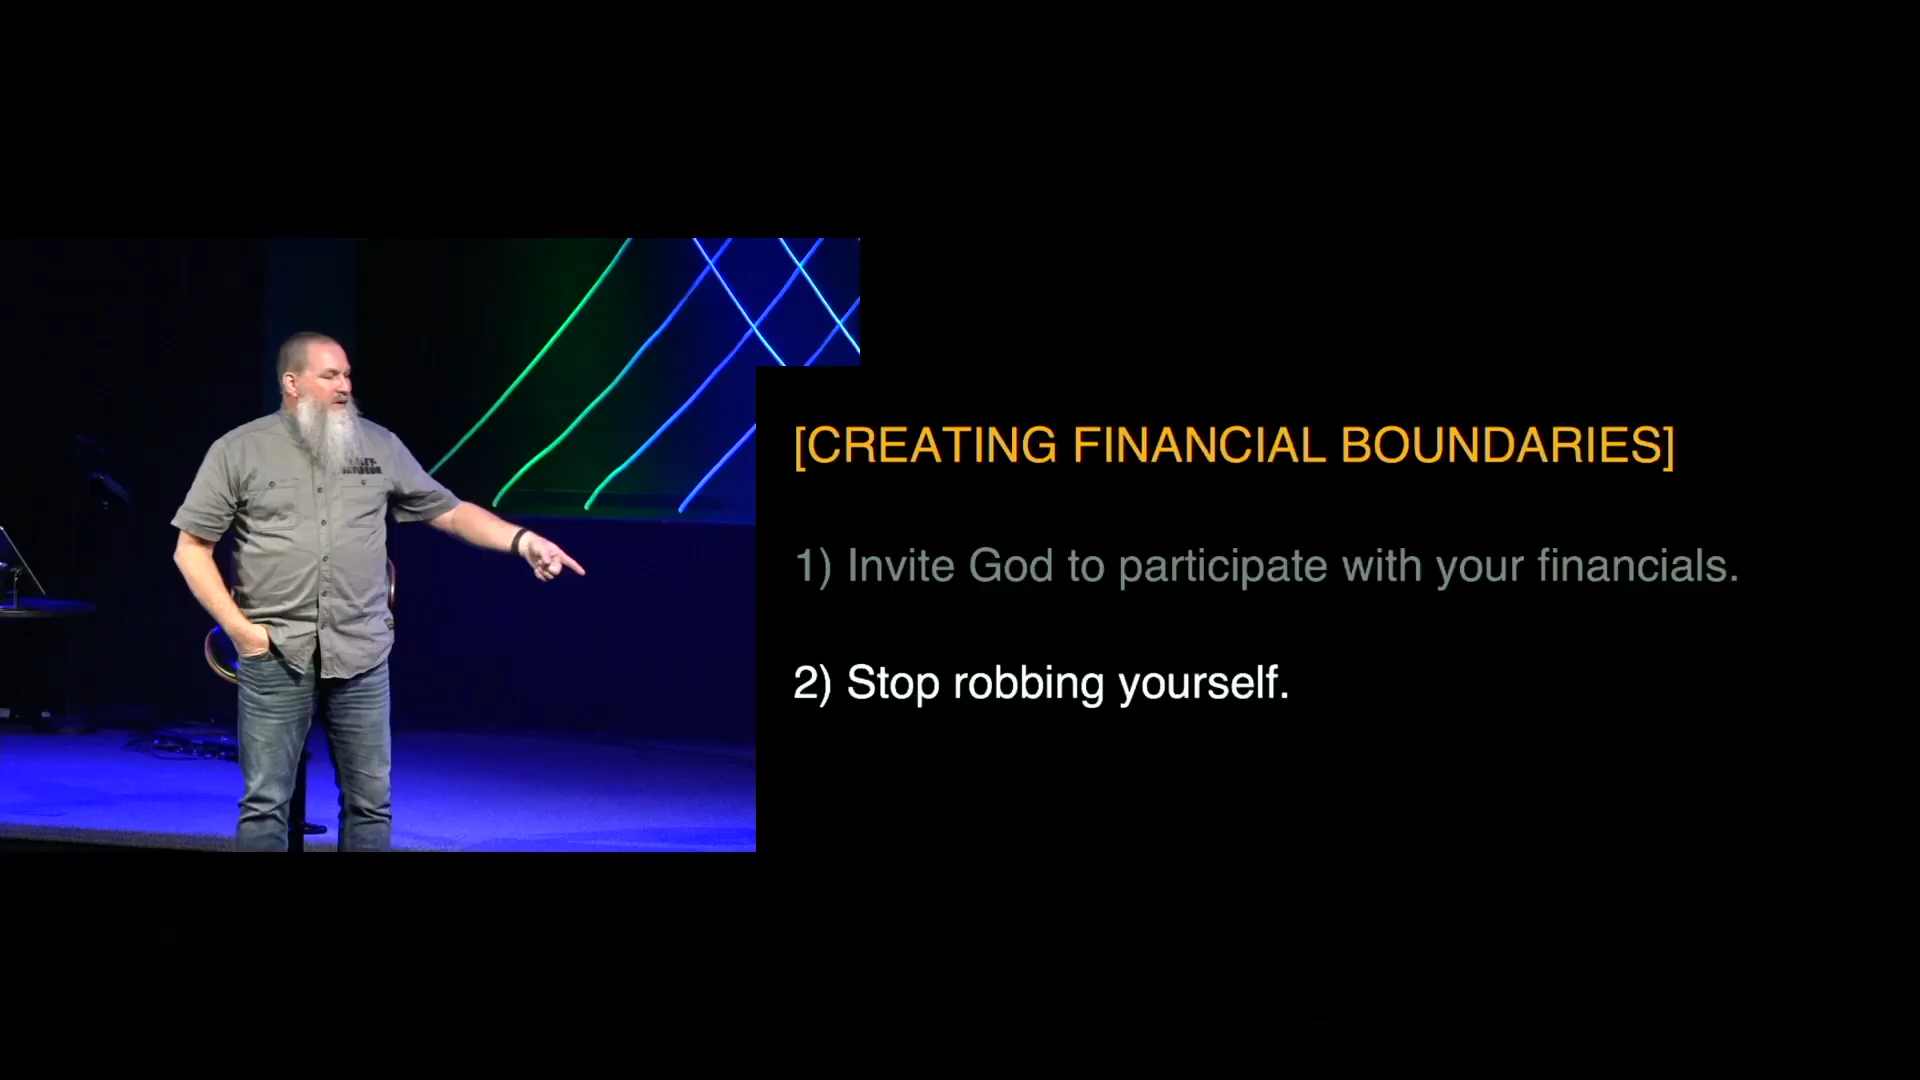 [CREATING FINANCIAL BOUNDARIES]
1) Invite God to participate with your financials.
2) Stop robbing yourself.